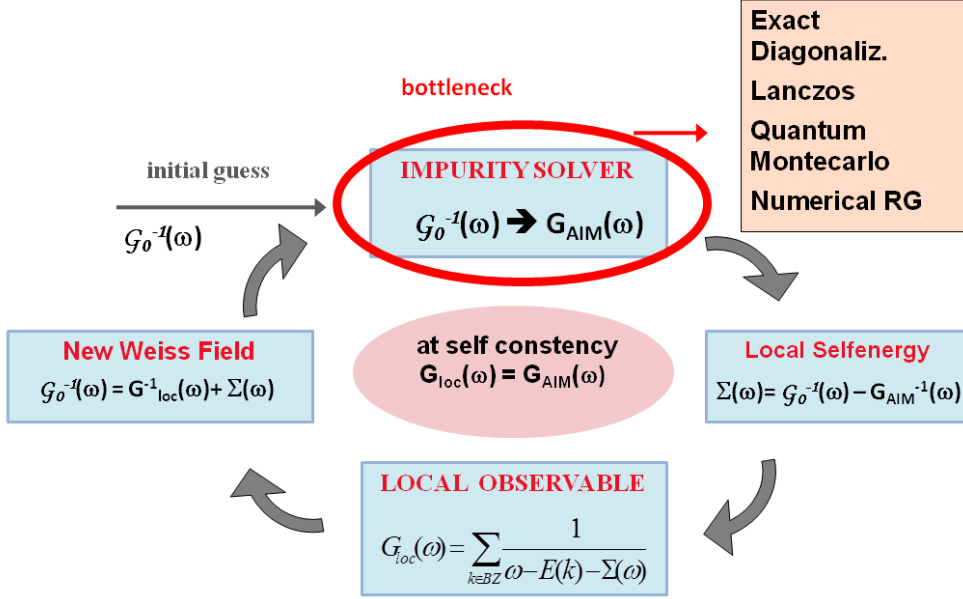 bottleneck
Exact
Diagonaliz.
Lanczos
Quantum
Montecarlo
Numerical RG
initial guess
𝒢₀⁻¹(ω)
IMPURITY SOLVER
𝒢₀⁻¹(ω) ➔ G_AIM(ω)
New Weiss Field
𝒢₀⁻¹(ω) = G⁻¹_loc(ω)+ Σ(ω)
at self constency
G_loc(ω) = G_AIM(ω)
Local Selfenergy
Σ(ω)= 𝒢₀⁻¹(ω) – G_AIM⁻¹(ω)
LOCAL OBSERVABLE
G_loc(ω) = ∑_{k∈BZ} 1/(ω–E(k)–Σ(ω))